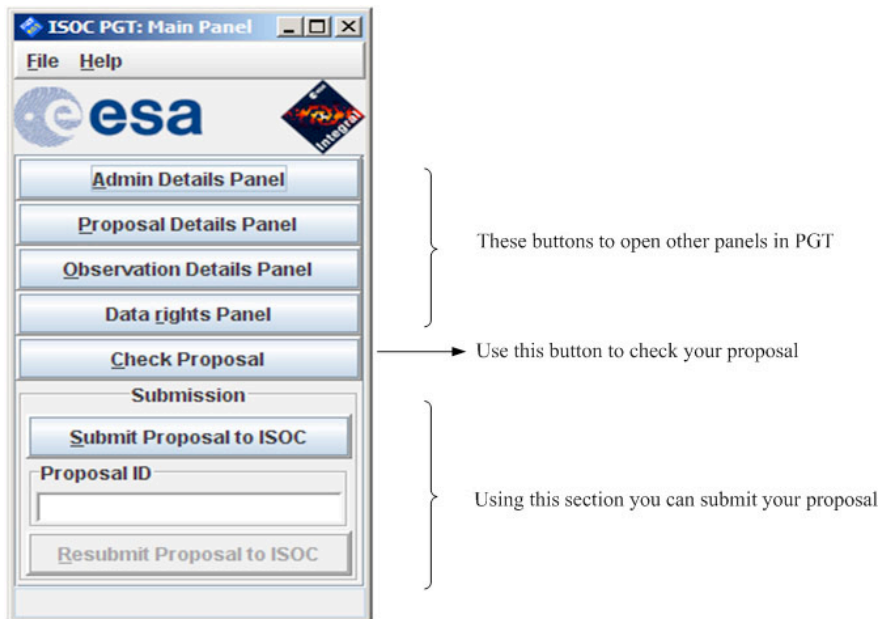 ISOC PGT: Main Panel
File Help
esa
Integral
Admin Details Panel
Proposal Details Panel
Observation Details Panel
Data rights Panel
Check Proposal
Submission
Submit Proposal to ISOC
Proposal ID
Resubmit Proposal to ISOC
These buttons to open other panels in PGT
Use this button to check your proposal
Using this section you can submit your proposal